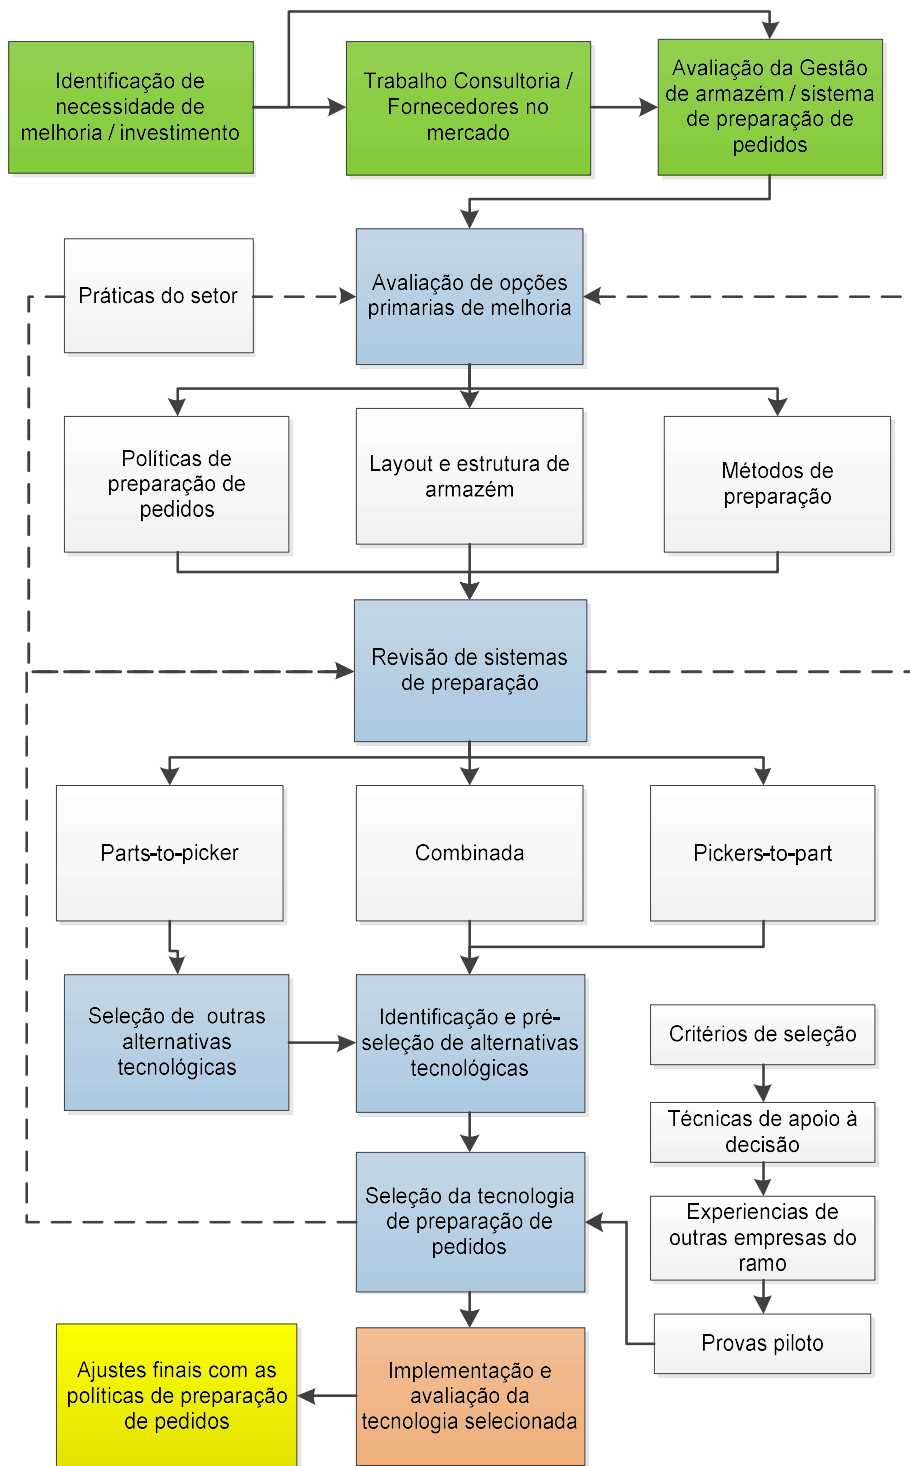 Identificação de
necessidade de
melhoria / investimento
Trabalho Consultoria /
Fornecedores no
mercado
Avaliação da Gestão
de armazém / sistema
de preparação de
pedidos
Práticas do setor
Avaliação de opções
primarias de melhoria
Políticas de
preparação de
pedidos
Layout e estrutura de
armazém
Métodos de
preparação
Revisão de sistemas
de preparação
Parts-to-picker
Combinada
Pickers-to-part
Seleção de outras
alternativas
tecnológicas
Identificação e pré-
seleção de alternativas
tecnológicas
Critérios de seleção
Técnicas de apoio à
decisão
Experiencias de
outras empresas do
ramo
Provas piloto
Seleção da tecnologia
de preparação de
pedidos
Ajustes finais com as
políticas de preparação
de pedidos
Implementação e
avaliação da
tecnologia selecionada